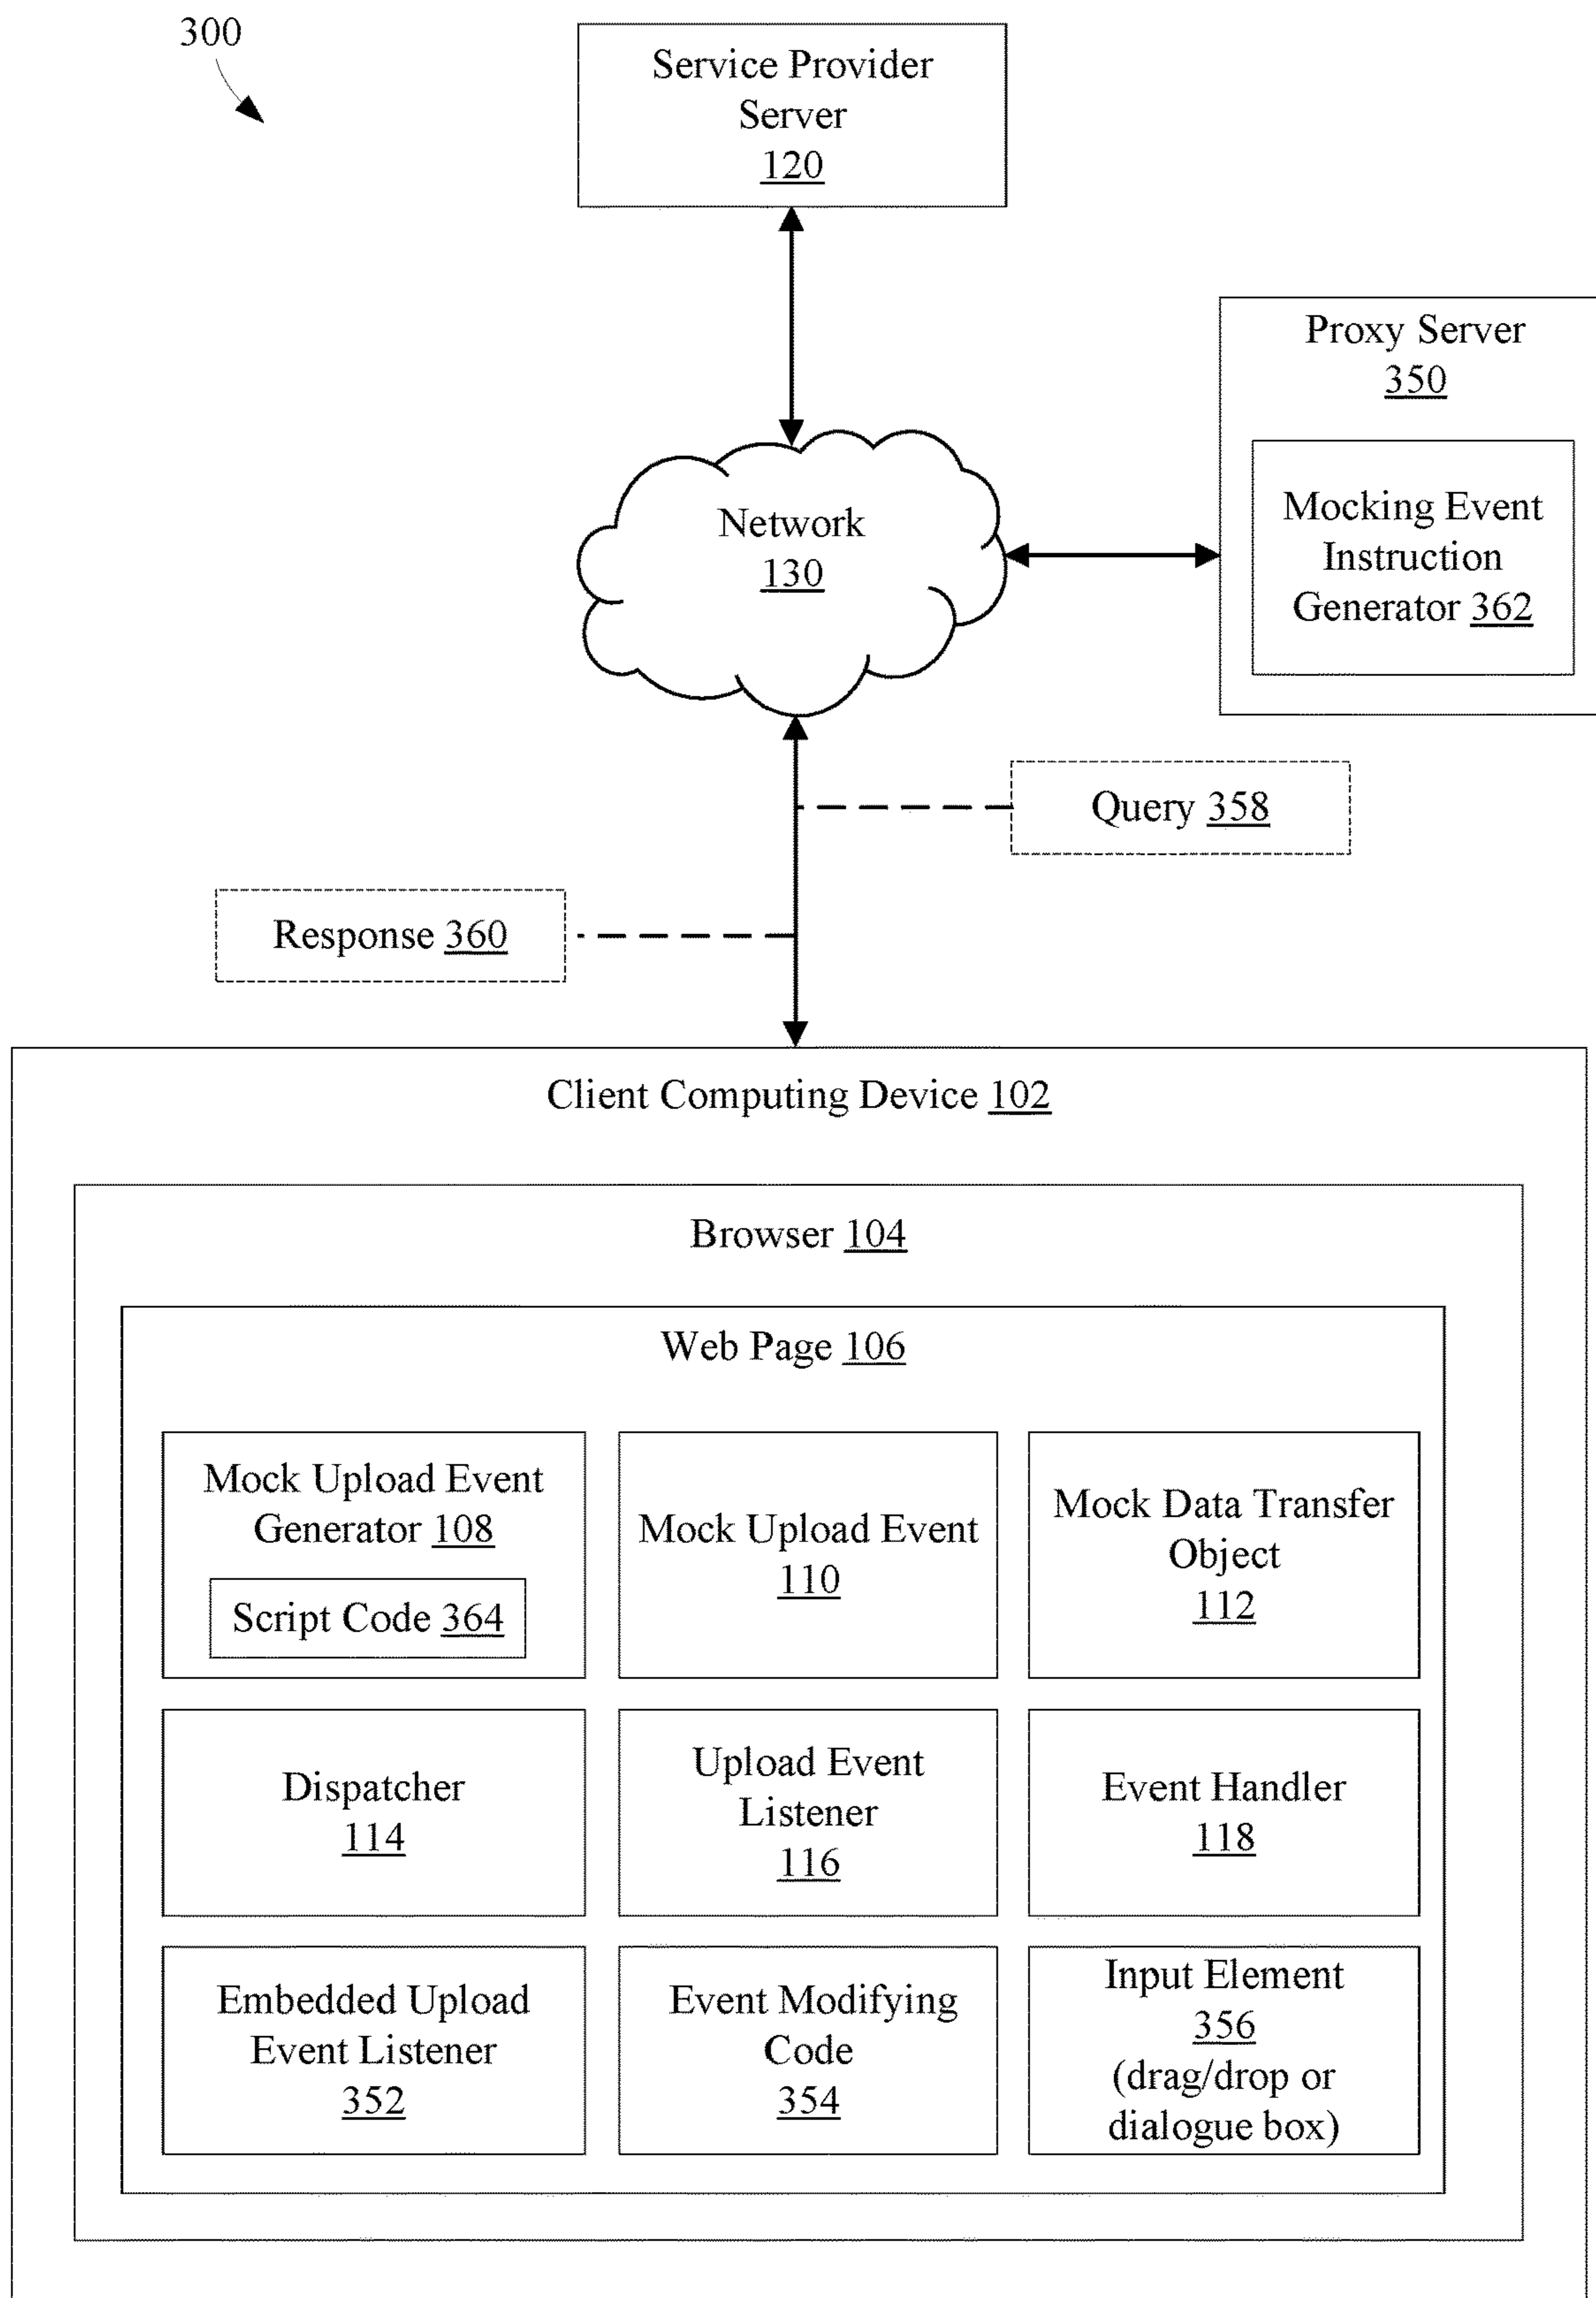 300
Service Provider
Server
120
Proxy Server
350
Mocking Event
Instruction
Generator 362
Network
130
Query 358
Response 360
Client Computing Device 102
Browser 104
Web Page 106
Mock Upload Event
Generator 108
Script Code 364
Mock Upload Event
110
Mock Data Transfer
Object
112
Dispatcher
114
Upload Event
Listener
116
Event Handler
118
Embedded Upload
Event Listener
352
Event Modifying
Code
354
Input Element
356
(drag/drop or
dialogue box)